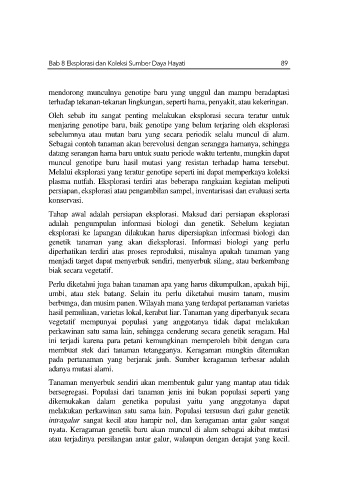 Bab 8 Eksplorasi dan Koleksi Sumber Daya Hayati 89
mendorong munculnya genotipe baru yang unggul dan mampu beradaptasi
terhadap tekanan-tekanan lingkungan, seperti hama, penyakit, atau kekeringan.
Oleh sebab itu sangat penting melakukan eksplorasi secara teratur untuk
menjaring genotipe baru, baik genotipe yang belum terjaring oleh eksplorasi
sebelumnya atau mutan baru yang secara periodik selalu muncul di alam.
Sebagai contoh tanaman akan berevolusi dengan serangga hamanya, sehingga
datang serangan hama baru untuk suatu periode waktu tertentu, mungkin dapat
muncul genotipe baru hasil mutasi yang resistan terhadap hama tersebut.
Melalui eksplorasi yang teratur genotipe seperti ini dapat memperkaya koleksi
plasma nutfah. Eksplorasi terdiri atas beberapa rangkaian kegiatan meliputi
persiapan, eksplorasi atau pengambilan sampel, inventarisasi dan evaluasi serta
konservasi.
Tahap awal adalah persiapan eksplorasi. Maksud dari persiapan eksplorasi
adalah pengumpulan informasi biologi dan genetik. Sebelum kegiatan
eksplorasi ke lapangan dilakukan harus dipersiapkan informasi biologi dan
genetik tanaman yang akan dieksplorasi. Informasi biologi yang perlu
diperhatikan terdiri atas proses reproduksi, misalnya apakah tanaman yang
menjadi target dapat menyerbuk sendiri, menyerbuk silang, atau berkembang
biak secara vegetatif.
Perlu diketahui juga bahan tanaman apa yang harus dikumpulkan, apakah biji,
umbi, atau stek batang. Selain itu perlu diketahui musim tanam, musim
berbunga, dan musim panen. Wilayah mana yang terdapat pertanaman varietas
hasil pemuliaan, varietas lokal, kerabat liar. Tanaman yang diperbanyak secara
vegetatif mempunyai populasi yang anggotanya tidak dapat melakukan
perkawinan satu sama lain, sehingga cenderung secara genetik seragam. Hal
ini terjadi karena para petani kemungkinan memperoleh bibit dengan cara
membuat stek dari tanaman tetangganya. Keragaman mungkin ditemukan
pada pertanaman yang berjarak jauh. Sumber keragaman terbesar adalah
adanya mutasi alami.
Tanaman menyerbuk sendiri akan membentuk galur yang mantap atau tidak
bersegregasi. Populasi dari tanaman jenis ini bukan populasi seperti yang
dikemukakan dalam genetika populasi yaitu yang anggotanya dapat
melakukan perkawinan satu sama lain. Populasi tersusun dari galur genetik
intragalur sangat kecil atau hampir nol, dan keragaman antar galur sangat
nyata. Keragaman genetik baru akan muncul di alam sebagai akibat mutasi
atau terjadinya persilangan antar galur, walaupun dengan derajat yang kecil.